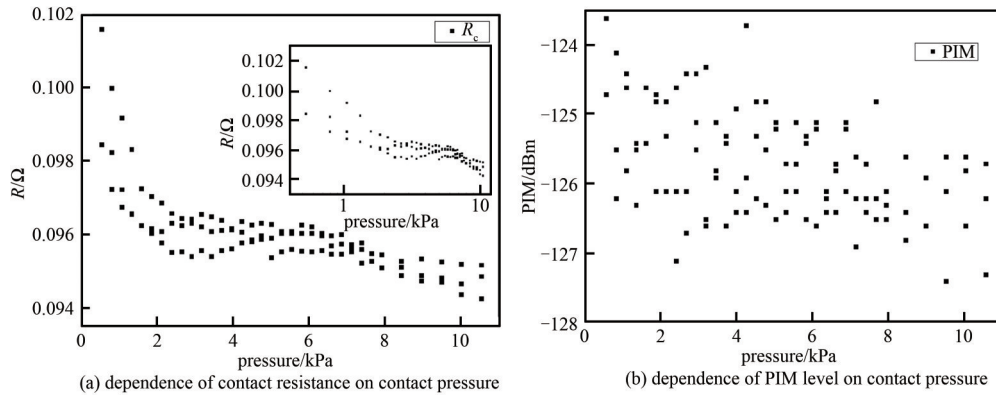 0.102
0.100
0.098
0.096
0.094
R/Ω
0 2 4 6 8 10
pressure/kPa
Rc
0.102
0.100
0.098
0.096
0.094
R/Ω
1 10
pressure/kPa
(a) dependence of contact resistance on contact pressure
−124
−125
−126
−127
−128
PIM/dBm
0 2 4 6 8 10
pressure/kPa
PIM
(b) dependence of PIM level on contact pressure